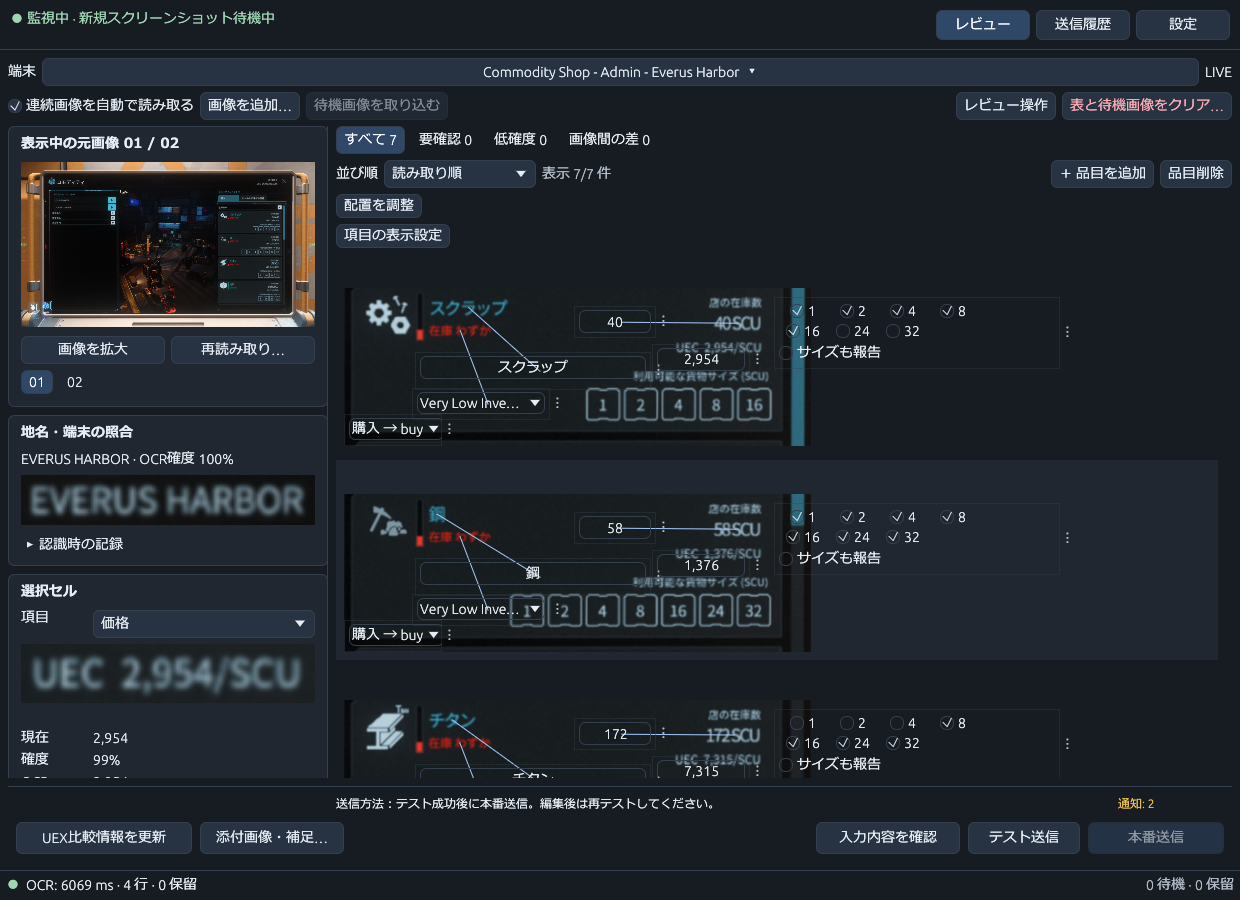 監視中 · 新規スクリーンショット待機中
レビュー
送信履歴
設定
端末
Commodity Shop - Admin - Everus Harbor
LIVE
連続画像を自動で読み取る
画像を追加…
待機画像を取り込む
レビュー操作
表と待機画像をクリア…
表示中の元画像 01 / 02
画像を拡大
再読み取り…
01
02
地名・端末の照合
EVERUS HARBOR · OCR確度 100%
EVERUS HARBOR
認識時の記録
選択セル
項目
価格
UEC 2,954/SCU
現在
2,954
確度
99%
すべて 7
要確認 0
低確度 0
画像間の差 0
並び順
読み取り順
表示 7/7 件
+ 品目を追加
品目削除
配置を調整
項目の表示設定
スクラップ
在庫 わずか
店の在庫数
40
40SCU
UEC 2,954/SCU
2,954
スクラップ
利用可能な貨物サイズ (SCU)
Very Low Inve…
1 2 4 8 16
購入 → buy
1 2 4 8
16 24 32
サイズも報告
鋼
在庫 わずか
店の在庫数
58
58SCU
UEC 1,376/SCU
1,376
鋼
利用可能な貨物サイズ (SCU)
Very Low Inve…
1 2 4 8 16 24 32
購入 → buy
1 2 4 8
16 24 32
サイズも報告
チタン
在庫 わずか
店の在庫数
172
172SCU
UEC 7,315/SCU
7,315
チタン
1 2 4 8
16 24 32
サイズも報告
送信方法：テスト成功後に本番送信。編集後は再テストしてください。
通知: 2
UEX比較情報を更新
添付画像・補足…
入力内容を確認
テスト送信
本番送信
OCR: 6069 ms · 4 行 · 0 保留
0 待機 · 0 保留